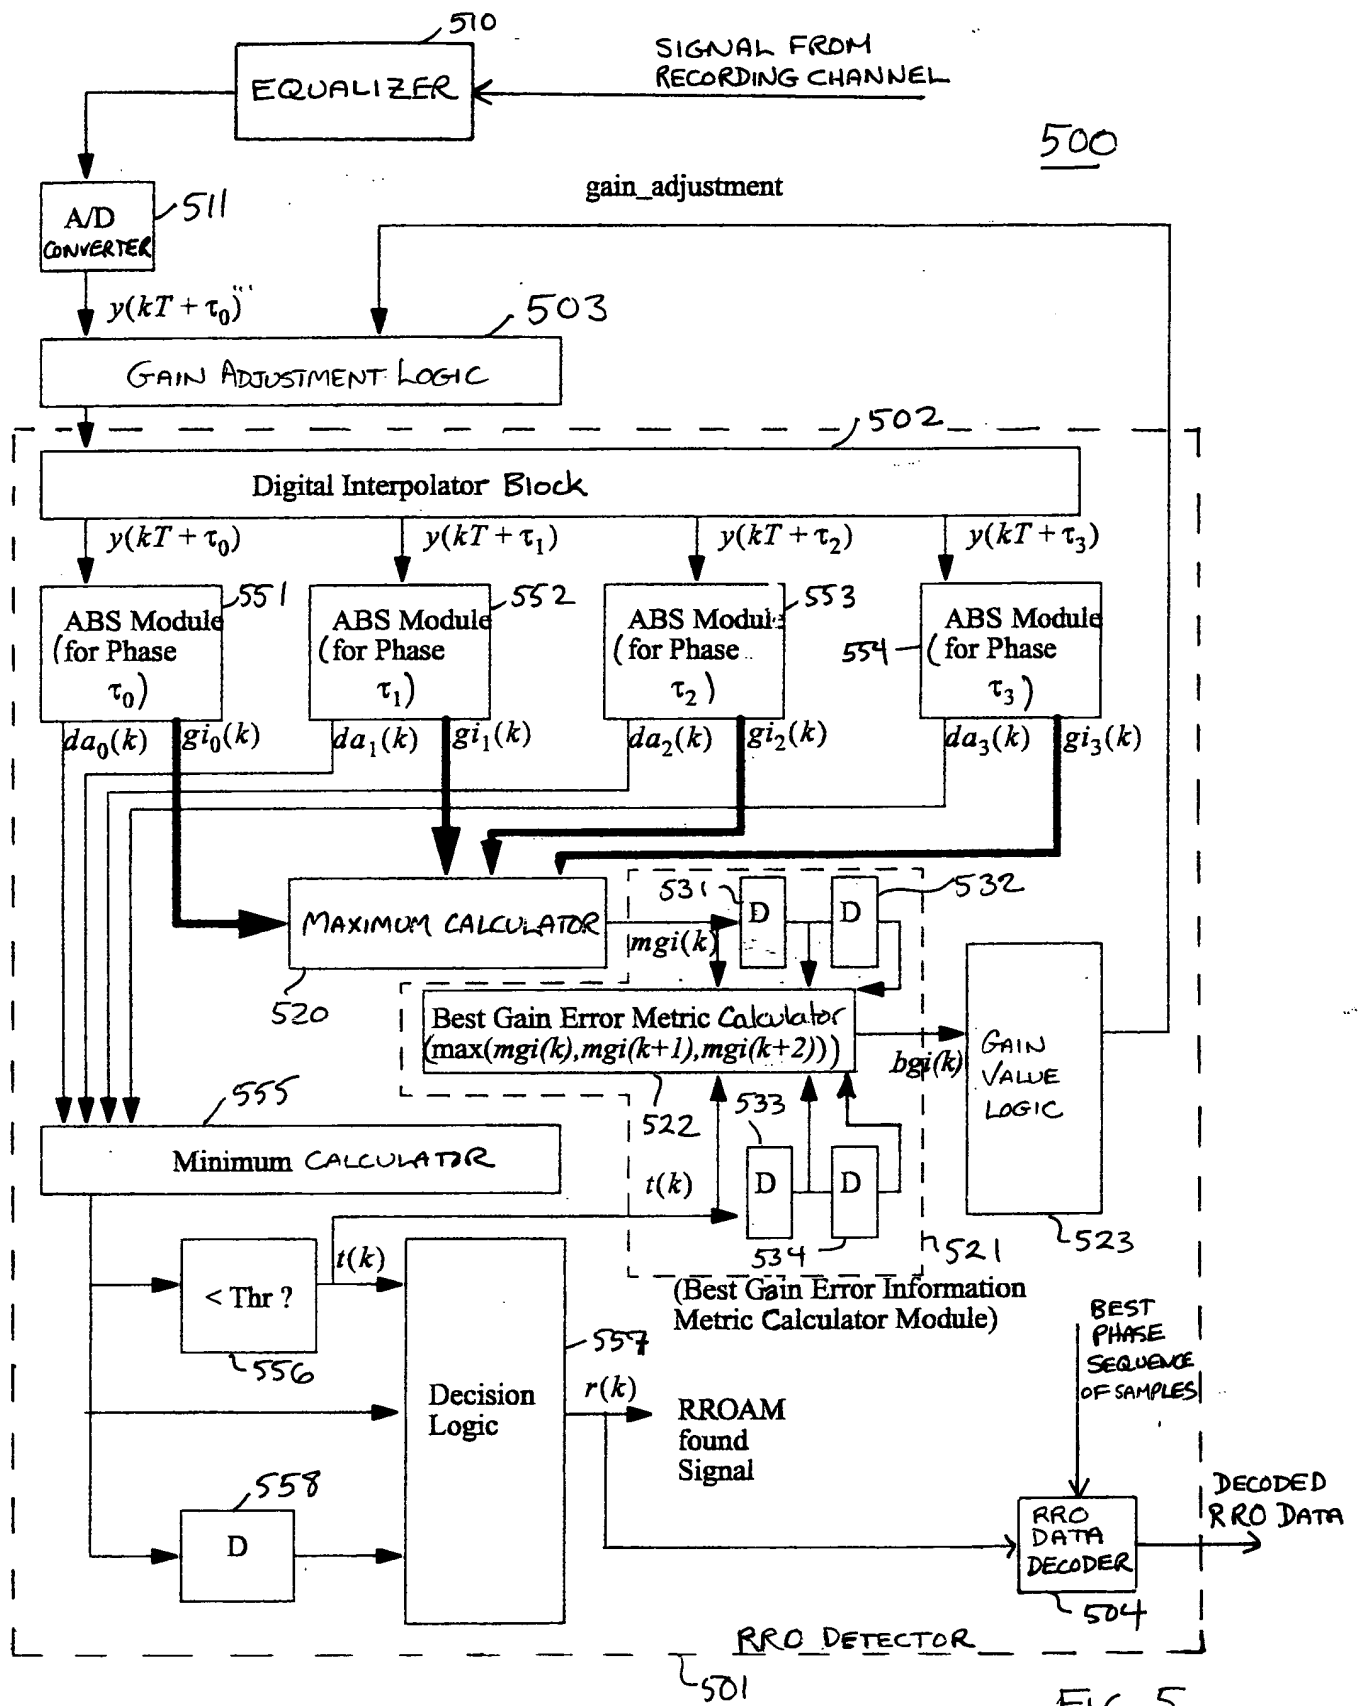 510
SIGNAL FROM
RECORDING CHANNEL
EQUALIZER
500
gain_adjustment
511
A/D
CONVERTER
y(kT + τ0)
503
GAIN ADJUSTMENT LOGIC
502
Digital Interpolator Block
y(kT + τ0)
y(kT + τ1)
y(kT + τ2)
y(kT + τ3)
551
ABS Module
(for Phase
τ0)
552
ABS Module
(for Phase
τ1)
553
ABS Module
(for Phase
τ2)
554
ABS Module
(for Phase
τ3)
da0(k)
gi0(k)
da1(k)
gi1(k)
da2(k)
gi2(k)
da3(k)
gi3(k)
531
D
532
D
MAXIMUM CALCULATOR
mgi(k)
520
Best Gain Error Metric Calculator
(max(mgi(k),mgi(k+1),mgi(k+2)))
bgi(k)
GAIN
VALUE
LOGIC
555
522
533
Minimum CALCULATOR
t(k)
D
D
534
521
523
t(k)
< Thr ?
556
(Best Gain Error Information
Metric Calculator Module)
557
Decision
Logic
r(k)
RROAM
found
Signal
BEST
PHASE
SEQUENCE
OF SAMPLES
558
D
RRO
DATA
DECODER
DECODED
RRO DATA
504
RRO DETECTOR
501
FIG. 5